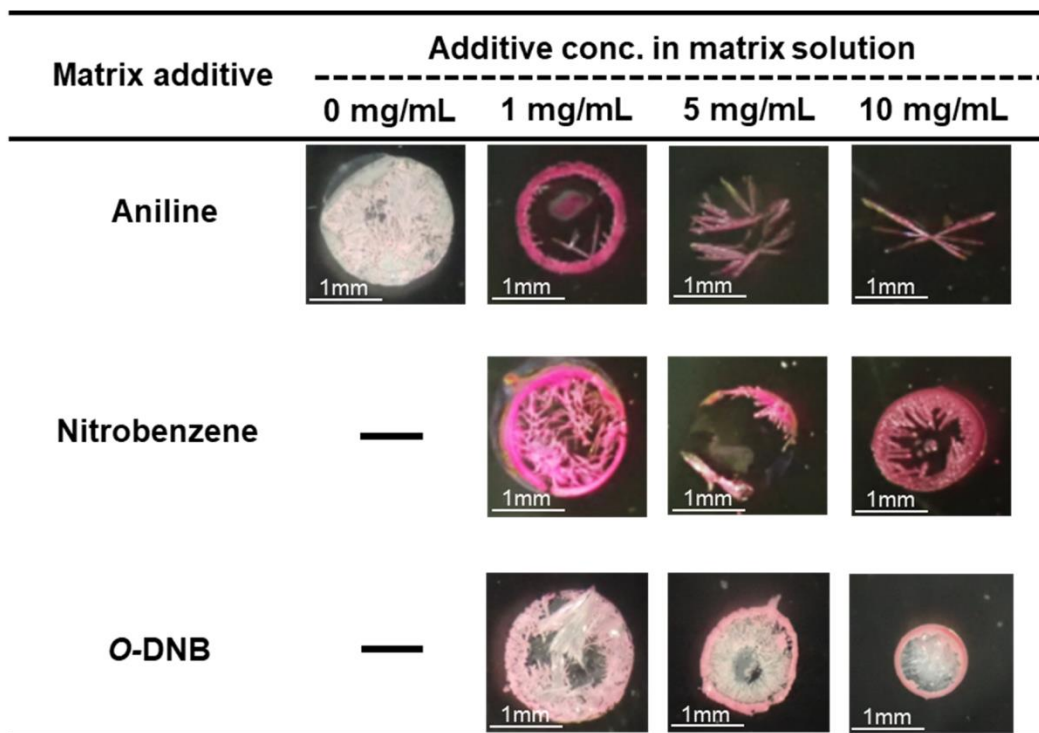 Matrix additive
Additive conc. in matrix solution
0 mg/mL 1 mg/mL 5 mg/mL 10 mg/mL
Aniline
1mm 1mm 1mm 1mm
Nitrobenzene
1mm 1mm 1mm
O-DNB
1mm 1mm 1mm